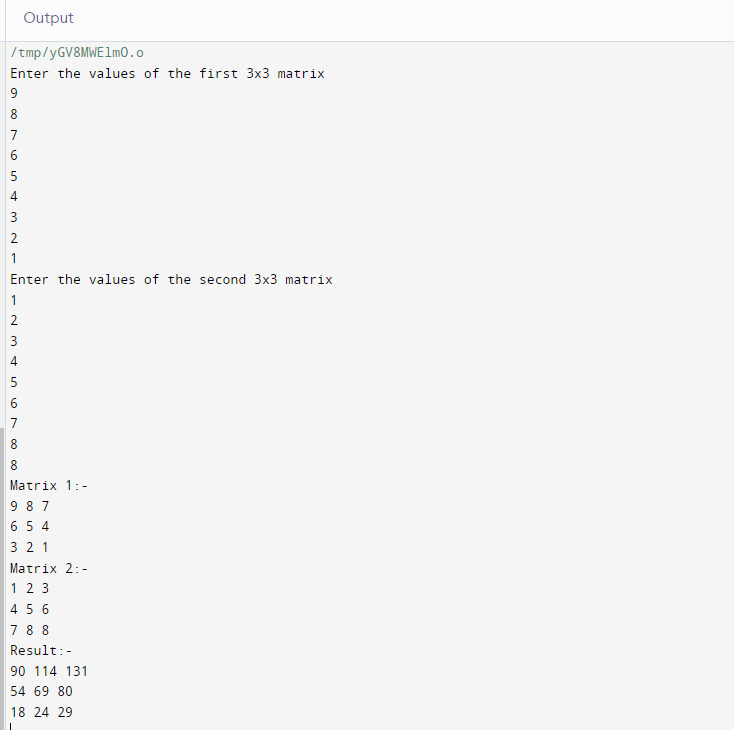 Output
/tmp/yGV8MWElmO.o
Enter the values of the first 3x3 matrix
9
8
7
6
5
4
3
2
1
Enter the values of the second 3x3 matrix
1
2
3
4
5
6
7
8
8
Matrix 1:-
9 8 7
6 5 4
3 2 1
Matrix 2:-
1 2 3
4 5 6
7 8 8
Result:-
90 114 131
54 69 80
18 24 29